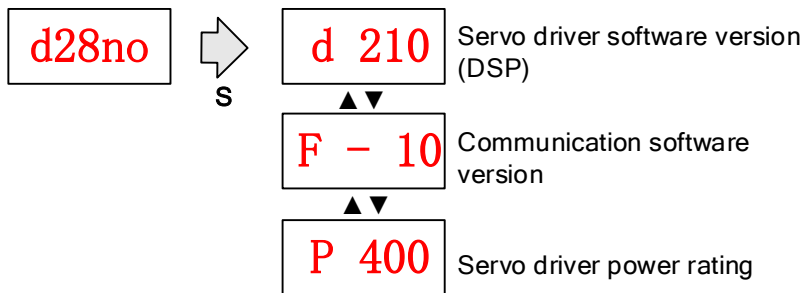 d28no
S
d 210
Servo driver software version
(DSP)
▲▼
F - 10
Communication software
version
▲▼
P 400
Servo driver power rating